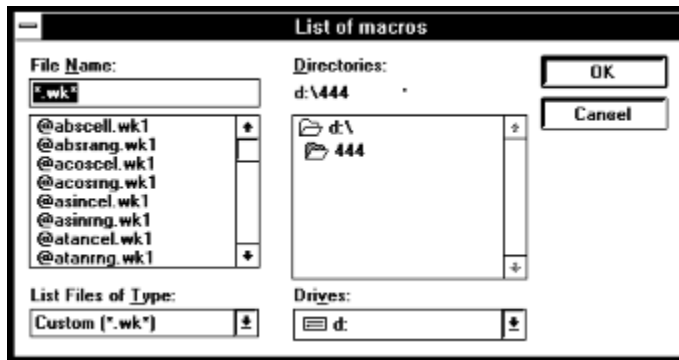 List of macros
File Name:
*.wk*
@abscell.wk1
@absrang.wk1
@acoscel.wk1
@acosrng.wk1
@asincel.wk1
@asinrng.wk1
@atancel.wk1
@atanrng.wk1
List Files of Type:
Custom (*.wk*)
Directories:
d:\444
d:\
444
Drives:
d:
OK
Cancel